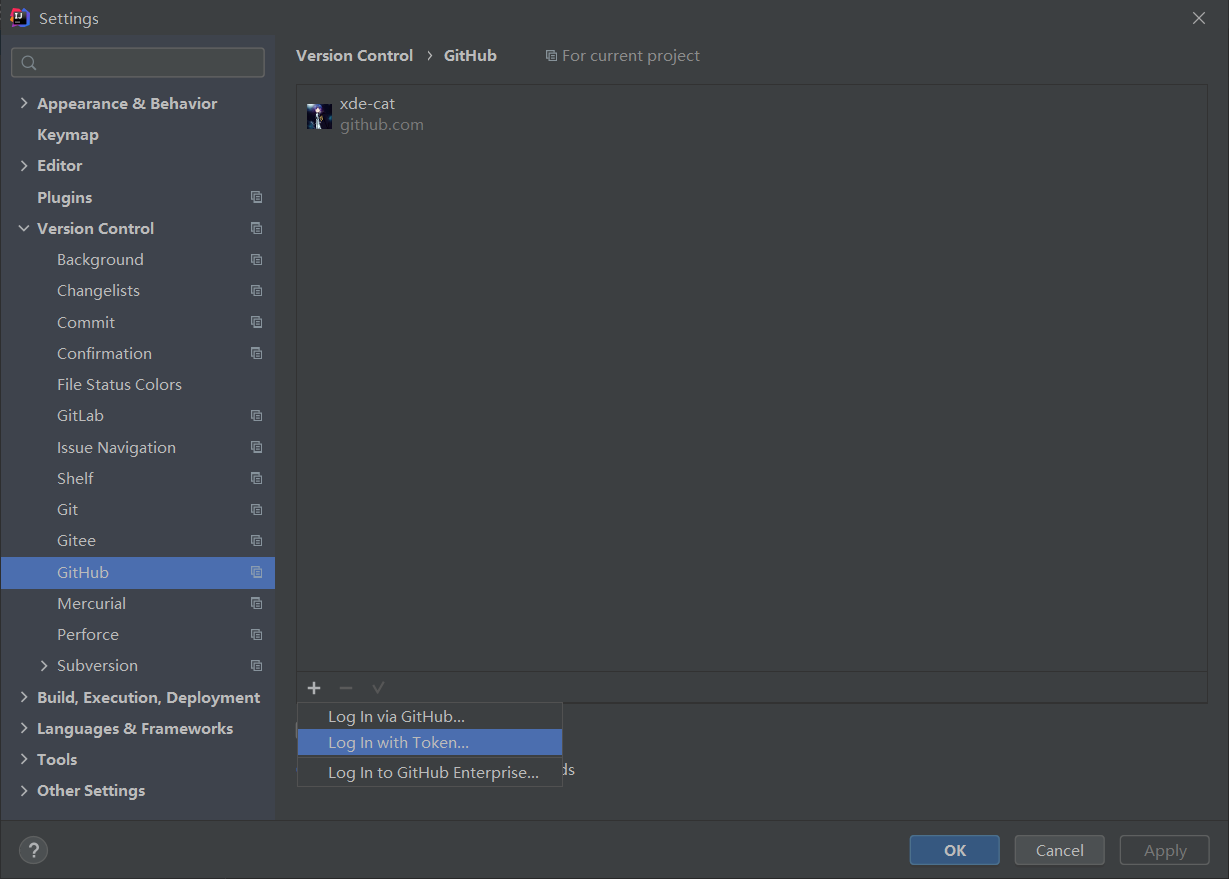 Settings
Version Control › GitHub For current project
Appearance & Behavior
Keymap
Editor
Plugins
Version Control
Background
Changelists
Commit
Confirmation
File Status Colors
GitLab
Issue Navigation
Shelf
Git
Gitee
GitHub
Mercurial
Perforce
Subversion
Build, Execution, Deployment
Languages & Frameworks
Tools
Other Settings
xde-cat
github.com
Log In via GitHub...
Log In with Token...
Log In to GitHub Enterprise...
ds
?
OK
Cancel
Apply